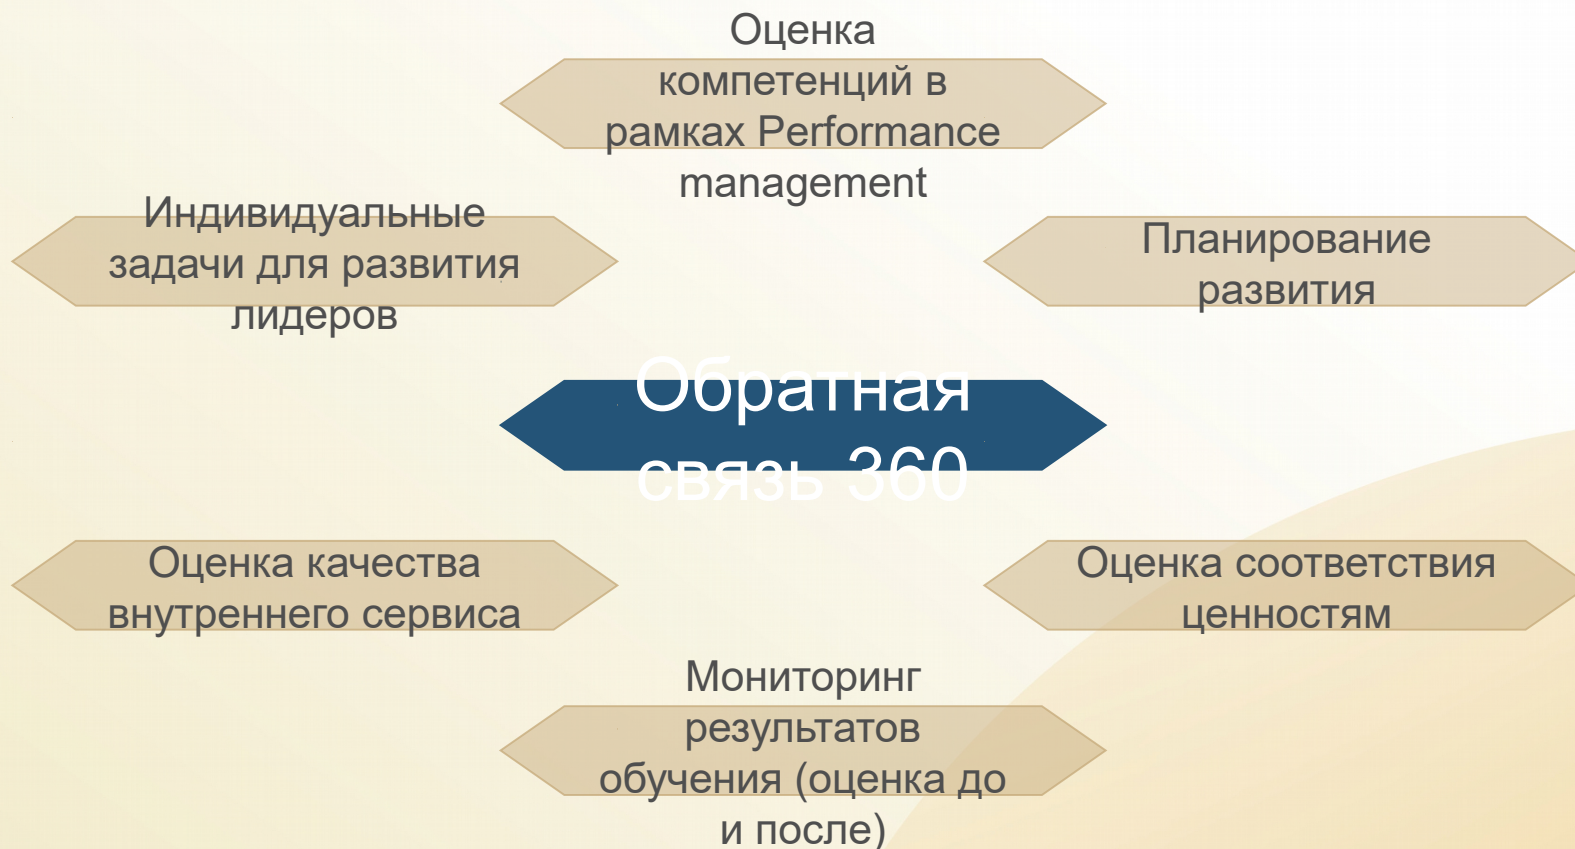 Оценка
компетенций в
рамках Performance
management
Индивидуальные
задачи для развития
лидеров
Планирование
развития
Обратная
связь 360
Оценка качества
внутреннего сервиса
Оценка соответствия
ценностям
Мониторинг
результатов
обучения (оценка до
и после)